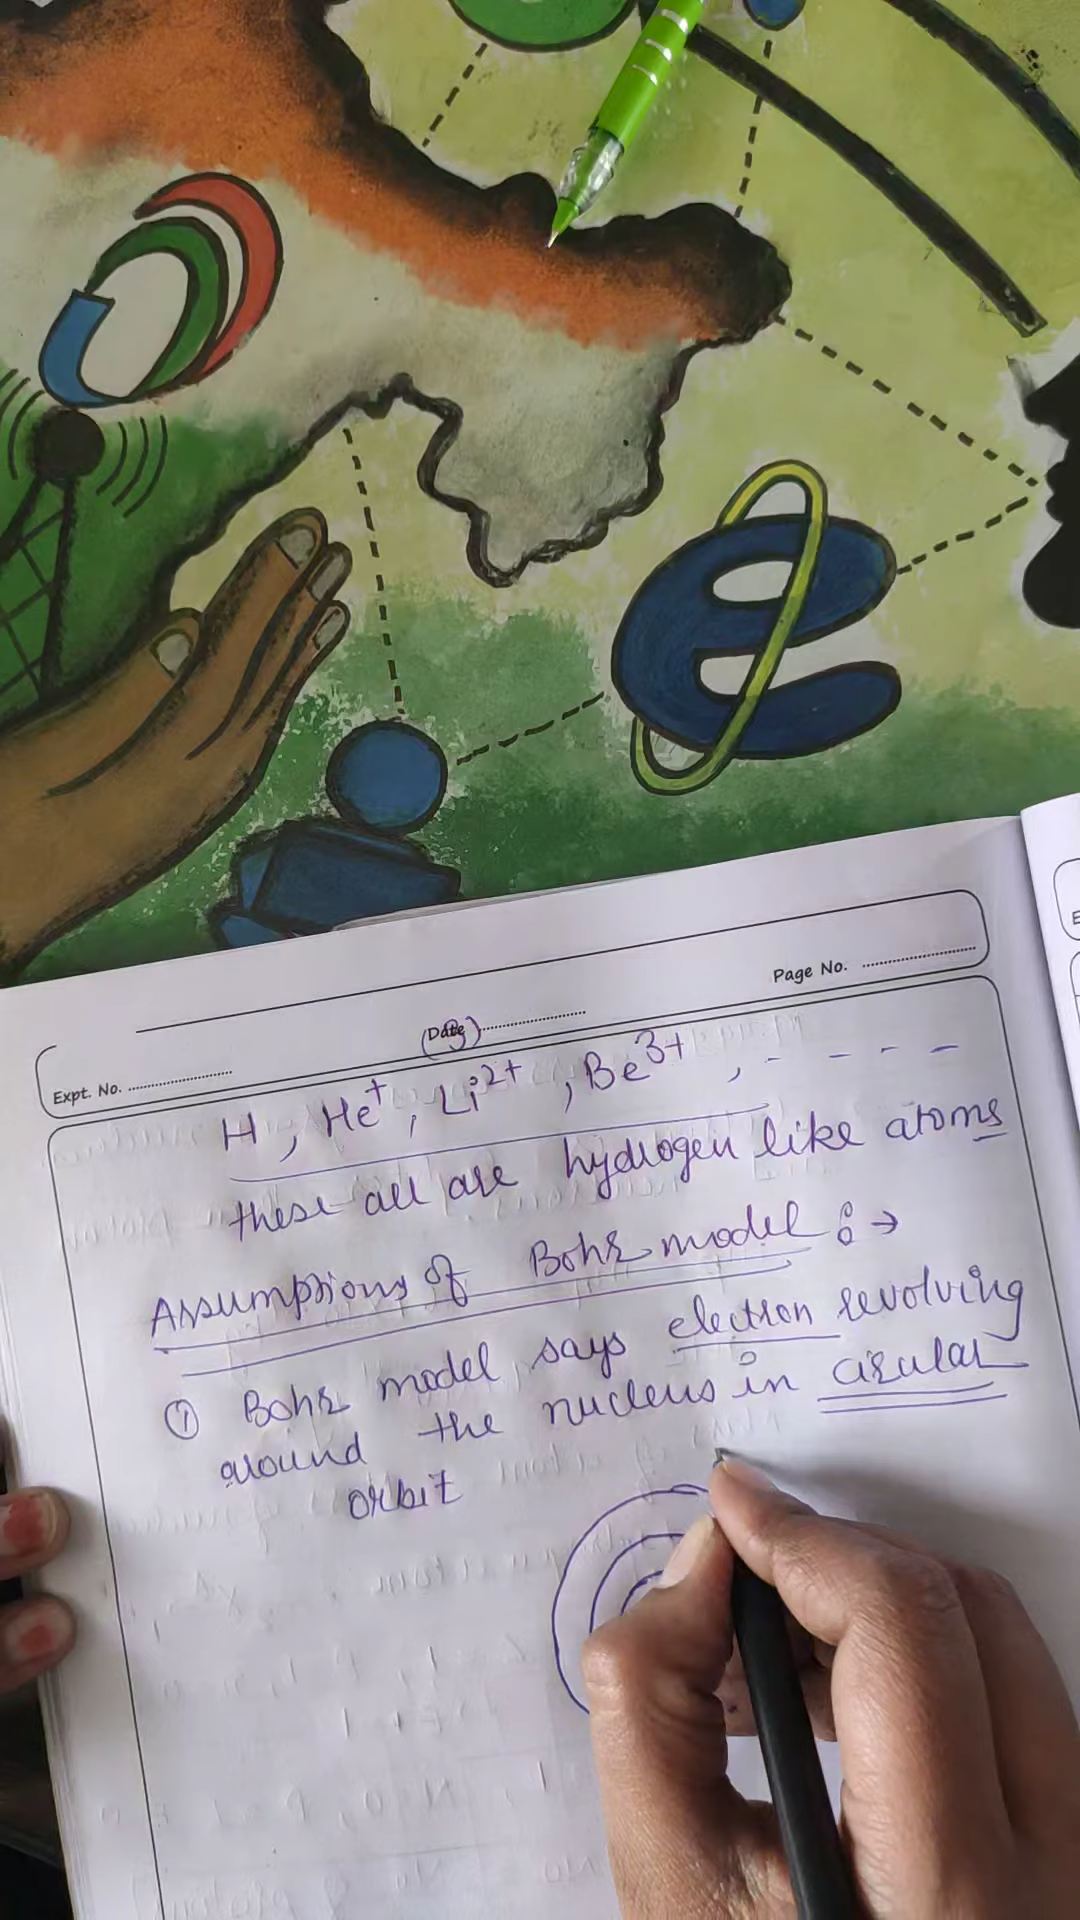 Page No. ....................
(Date) ....................
Expt. No. ....................
H, He⁺, Li²⁺, Be³⁺, - - - - -
these all are hydrogen like atoms
Assumptions of Bohr model : →
① Bohr model says electron revolving
around the nucleus in cirular
orbit